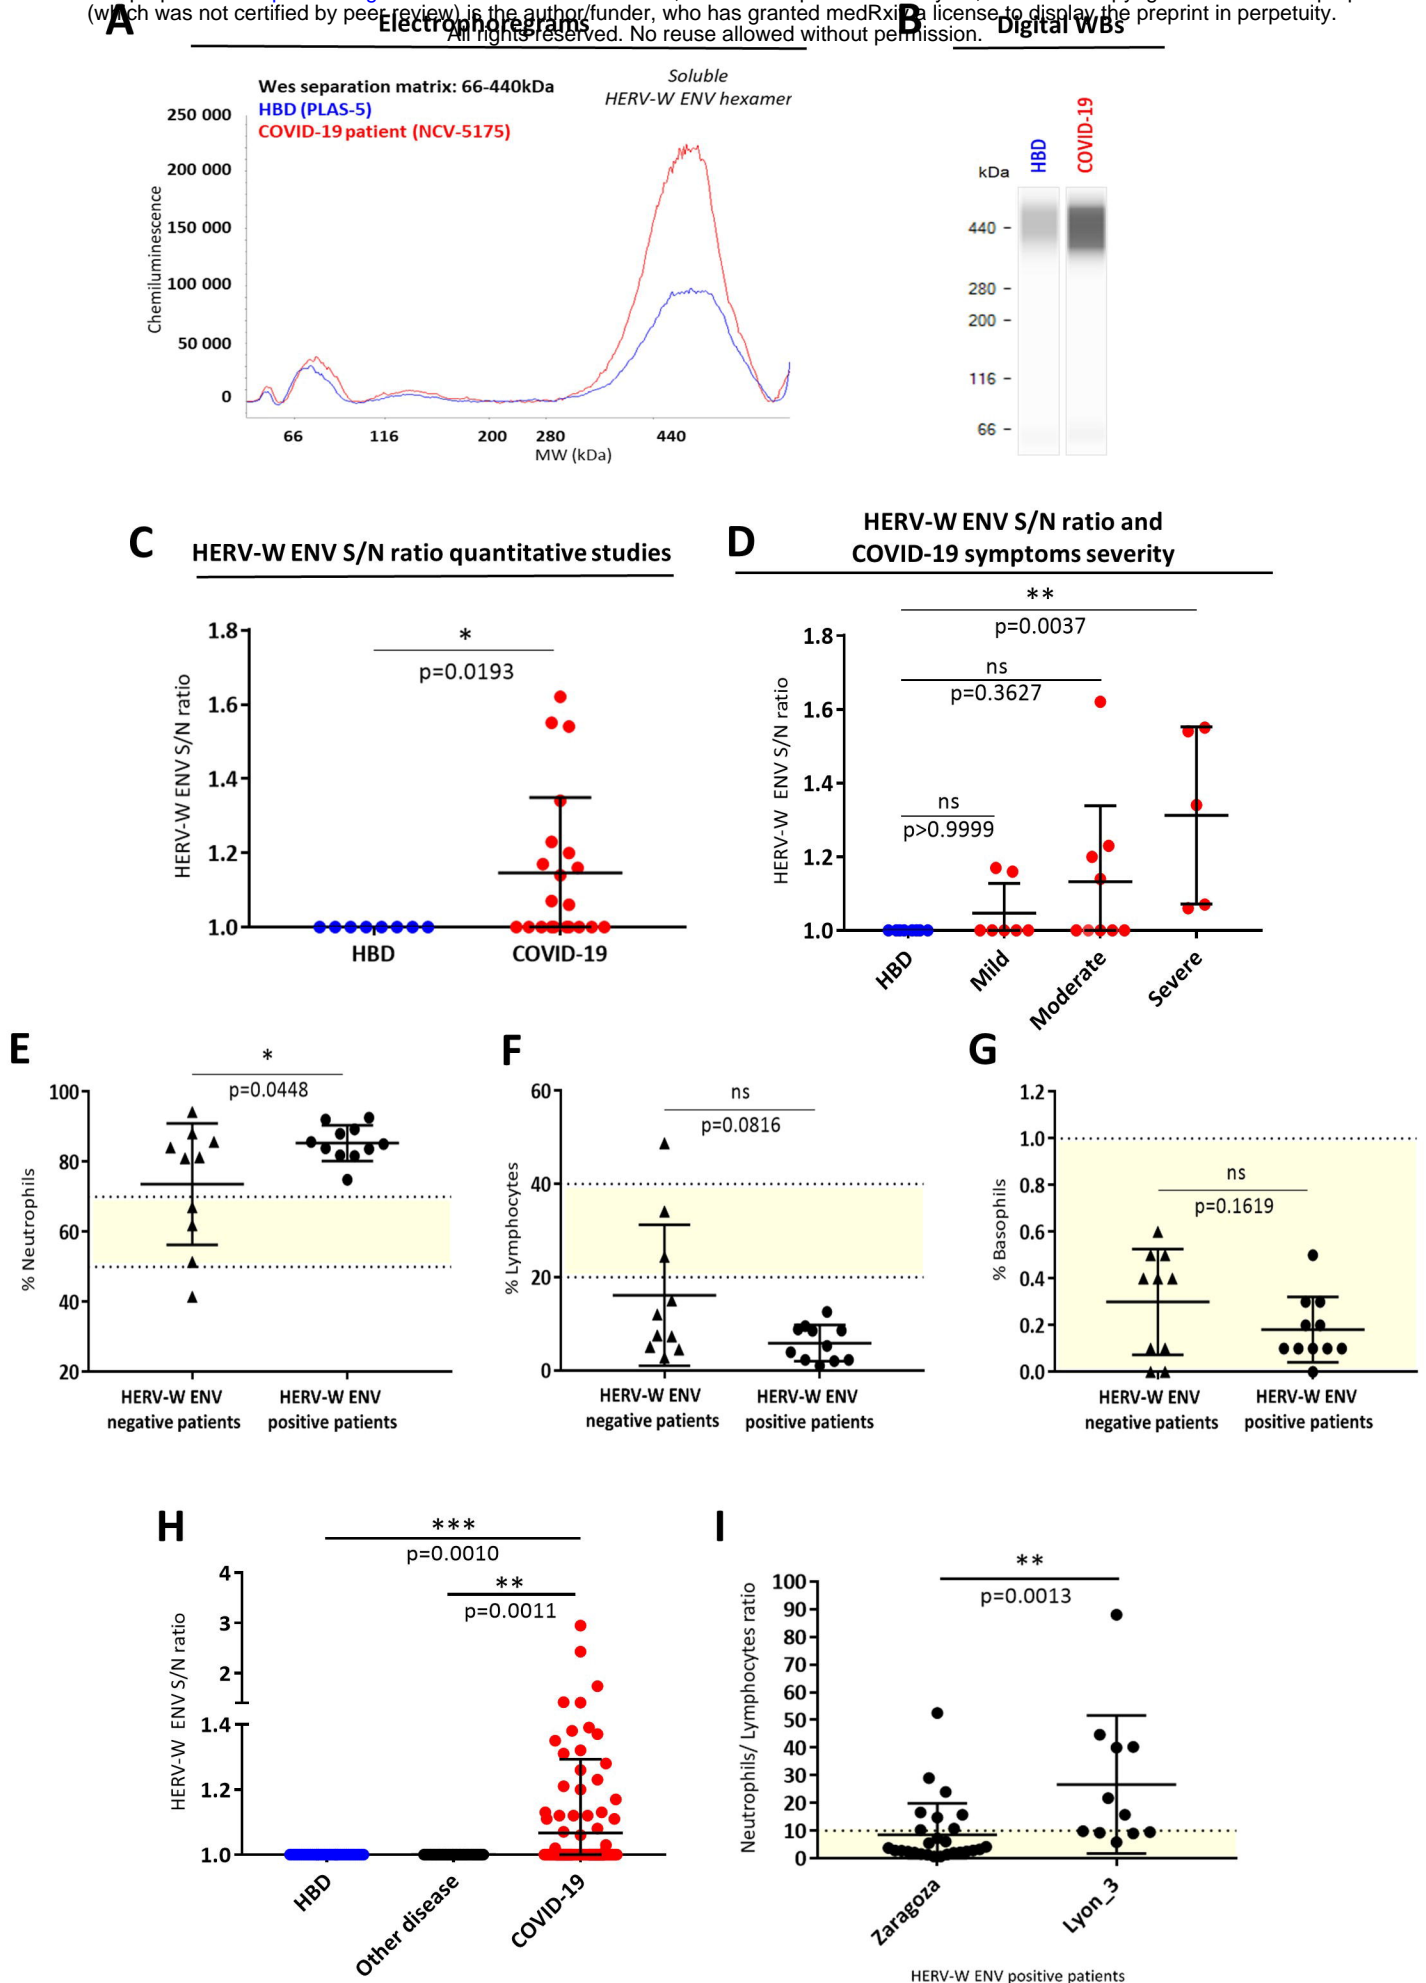 (which was not certified by peer review) is the author/funder, who has granted medRxiv a license to display the preprint in perpetuity.
All rights reserved. No reuse allowed without permission.
A
Electrophoregrams
B
Digital WBs
Wes separation matrix: 66-440kDa
HBD (PLAS-5)
COVID-19 patient (NCV-5175)
Soluble
HERV-W ENV hexamer
Chemiluminescence
250 000
200 000
150 000
100 000
50 000
0
66 116 200 280 440
MW (kDa)
HBD
COVID-19
kDa
440
280
200
116
66
C
HERV-W ENV S/N ratio quantitative studies
HERV-W ENV S/N ratio
1.8
1.6
1.4
1.2
1.0
*
p=0.0193
HBD COVID-19
D
HERV-W ENV S/N ratio and
COVID-19 symptoms severity
HERV-W ENV S/N ratio
1.8
1.6
1.4
1.2
1.0
**
p=0.0037
ns
p=0.3627
ns
p>0.9999
HBD
Mild
Moderate
Severe
E
% Neutrophils
100
80
60
40
20
*
p=0.0448
HERV-W ENV
negative patients
HERV-W ENV
positive patients
F
% Lymphocytes
60
40
20
0
ns
p=0.0816
HERV-W ENV
negative patients
HERV-W ENV
positive patients
G
% Basophils
1.2
1.0
0.8
0.6
0.4
0.2
0.0
ns
p=0.1619
HERV-W ENV
negative patients
HERV-W ENV
positive patients
H
HERV-W ENV S/N ratio
4
3
2
1.4
1.2
1.0
***
p=0.0010
**
p=0.0011
HBD
Other disease
COVID-19
I
Neutrophils/ Lymphocytes ratio
100
90
80
70
60
50
40
30
20
10
0
**
p=0.0013
Zaragoza
Lyon_3
HERV-W ENV positive patients